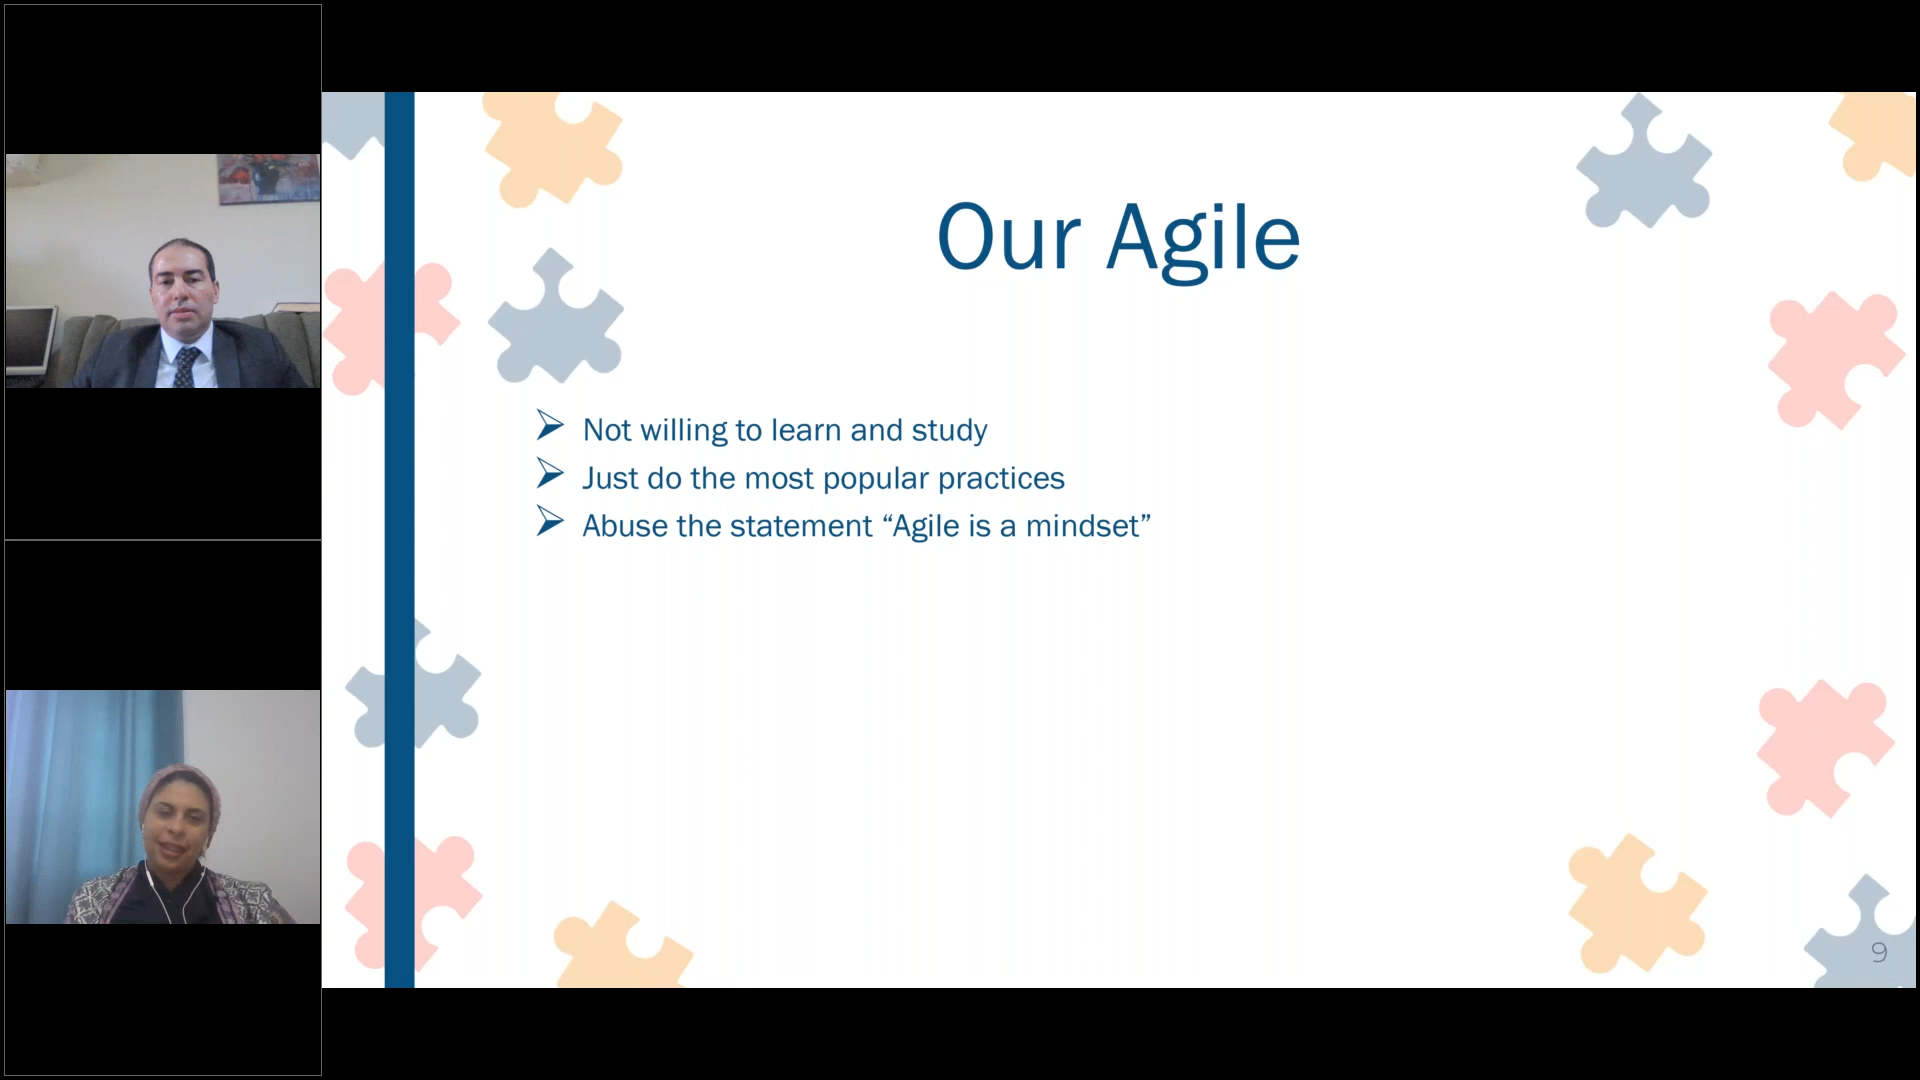 Our Agile
Not willing to learn and study
Just do the most popular practices
Abuse the statement “Agile is a mindset”
9